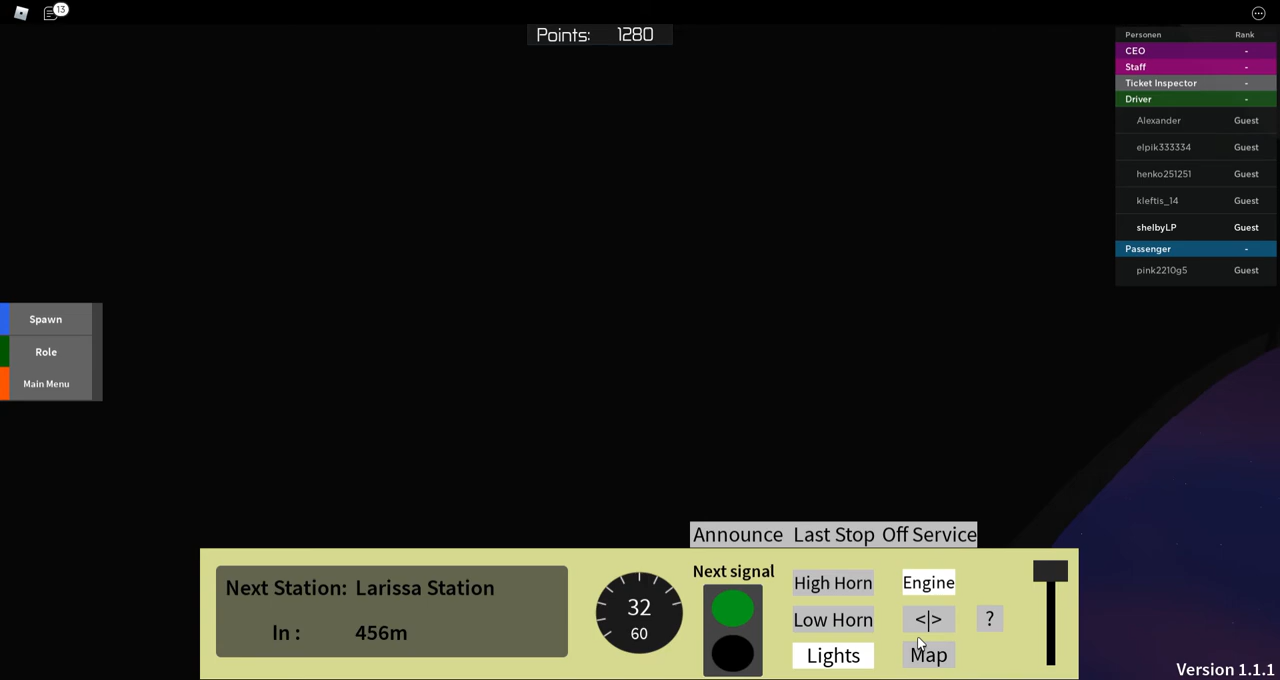 13
Points: 1280
Personen Rank
CEO -
Staff -
Ticket Inspector -
Driver -
Alexander Guest
elpik333334 Guest
henko251251 Guest
kleftis_14 Guest
shelbyLP Guest
Passenger -
pink2210g5 Guest
Spawn
Role
Main Menu
Announce Last Stop Off Service
Next Station: Larissa Station
In : 456m
32
60
Next signal
High Horn Engine
Low Horn <|> ?
Lights Map
Version 1.1.1